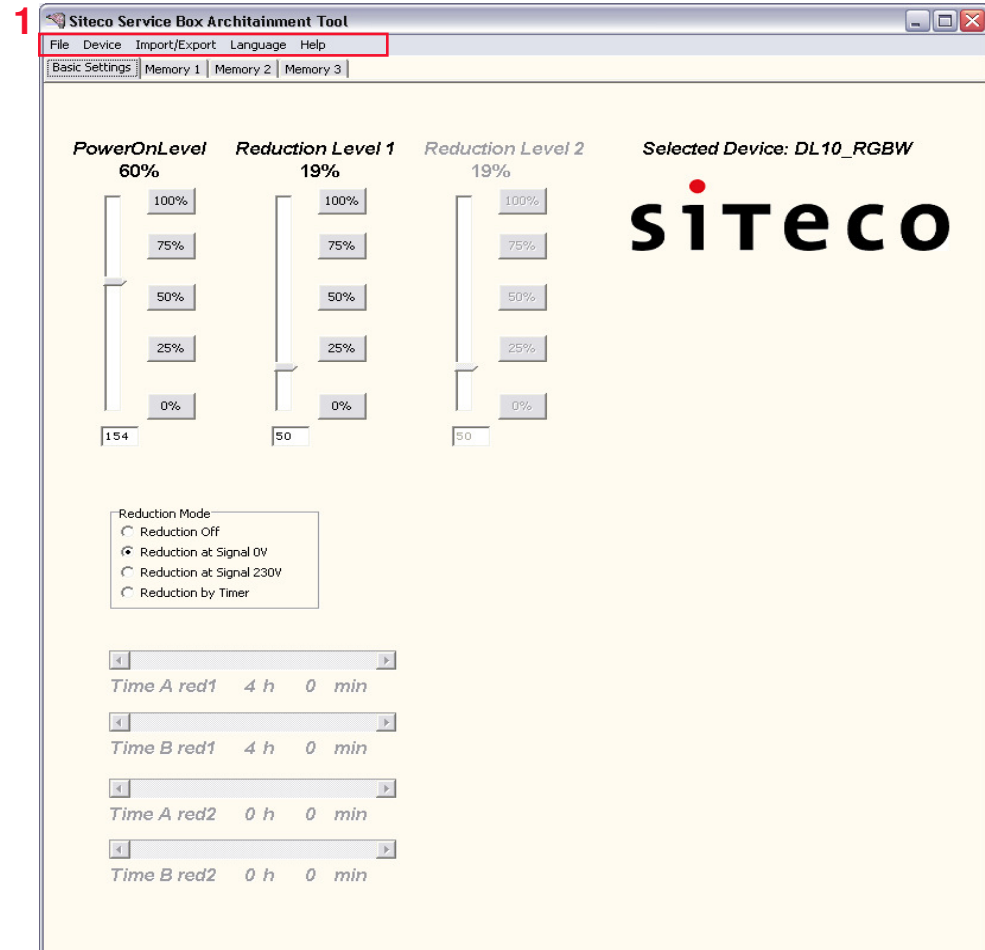 1
Siteco Service Box Architainment Tool
File Device Import/Export Language Help
Basic Settings Memory 1 Memory 2 Memory 3
PowerOnLevel Reduction Level 1 Reduction Level 2 Selected Device: DL10_RGBW
60% 19% 19%
siteco
100% 100% 100%
75% 75% 75%
50% 50% 50%
25% 25% 25%
0% 0% 0%
154 50 50
Reduction Mode
Reduction Off
Reduction at Signal 0V
Reduction at Signal 230V
Reduction by Timer
Time A red1 4 h 0 min
Time B red1 4 h 0 min
Time A red2 0 h 0 min
Time B red2 0 h 0 min